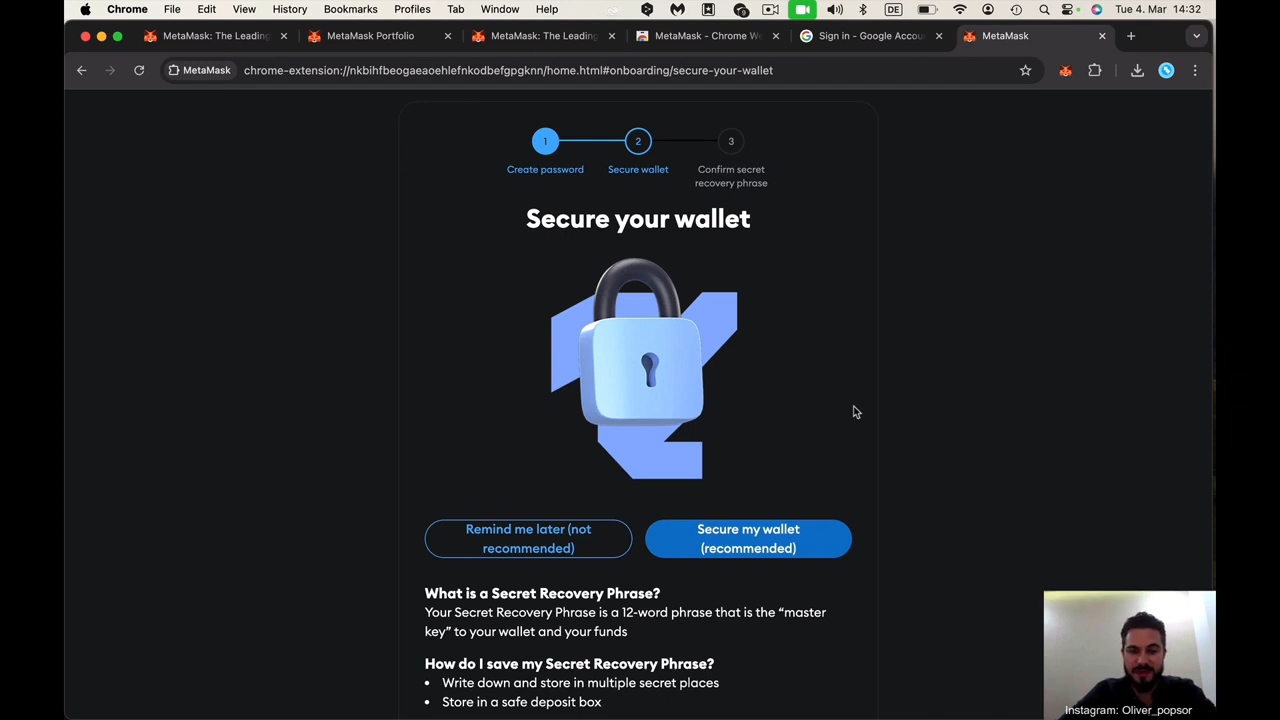 Chrome File Edit View History Bookmarks Profiles Tab Window Help DE Tue 4. Mar 14:32
MetaMask: The Leading MetaMask Portfolio MetaMask: The Leading MetaMask - Chrome We Sign in - Google Accou MetaMask
MetaMask chrome-extension://nkbihfbeogaeaoehlefnkodbefgpgknn/home.html#onboarding/secure-your-wallet
1 2 3
Create password Secure wallet Confirm secret
recovery phrase
Secure your wallet
Remind me later (not
recommended)
Secure my wallet
(recommended)
What is a Secret Recovery Phrase?
Your Secret Recovery Phrase is a 12-word phrase that is the “master
key” to your wallet and your funds
How do I save my Secret Recovery Phrase?
• Write down and store in multiple secret places
• Store in a safe deposit box
Instagram: Oliver_popsor